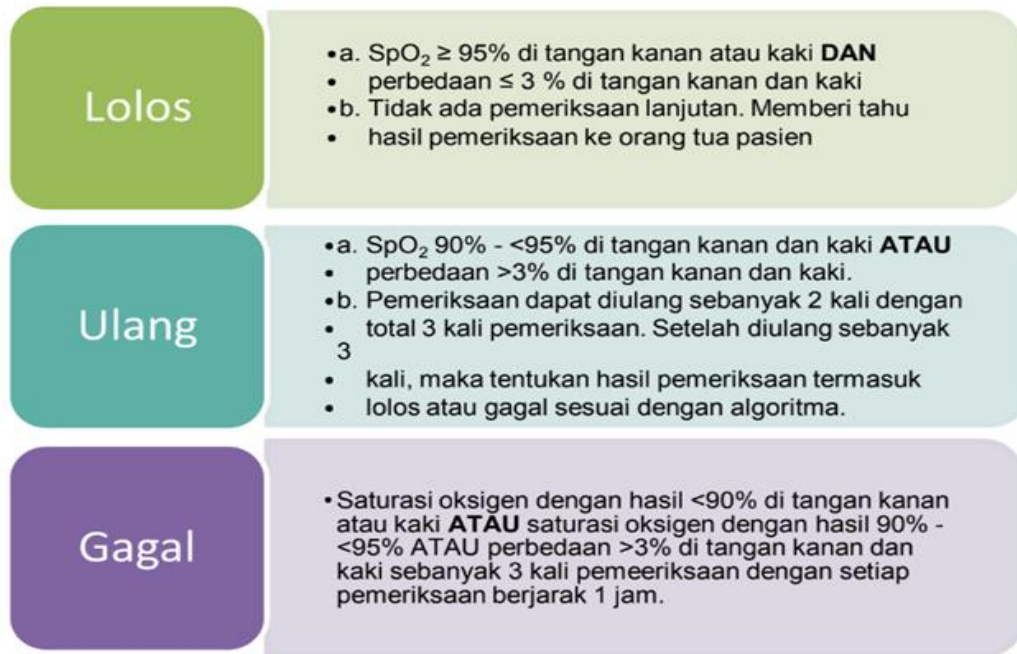 Lolos
•a. SpO₂ ≥ 95% di tangan kanan atau kaki DAN
• perbedaan ≤ 3 % di tangan kanan dan kaki
•b. Tidak ada pemeriksaan lanjutan. Memberi tahu
• hasil pemeriksaan ke orang tua pasien
Ulang
•a. SpO₂ 90% - <95% di tangan kanan dan kaki ATAU
• perbedaan >3% di tangan kanan dan kaki.
•b. Pemeriksaan dapat diulang sebanyak 2 kali dengan
• total 3 kali pemeriksaan. Setelah diulang sebanyak
3
• kali, maka tentukan hasil pemeriksaan termasuk
• lolos atau gagal sesuai dengan algoritma.
Gagal
• Saturasi oksigen dengan hasil <90% di tangan kanan
atau kaki ATAU saturasi oksigen dengan hasil 90% -
<95% ATAU perbedaan >3% di tangan kanan dan
kaki sebanyak 3 kali pemeeriksaan dengan setiap
pemeriksaan berjarak 1 jam.